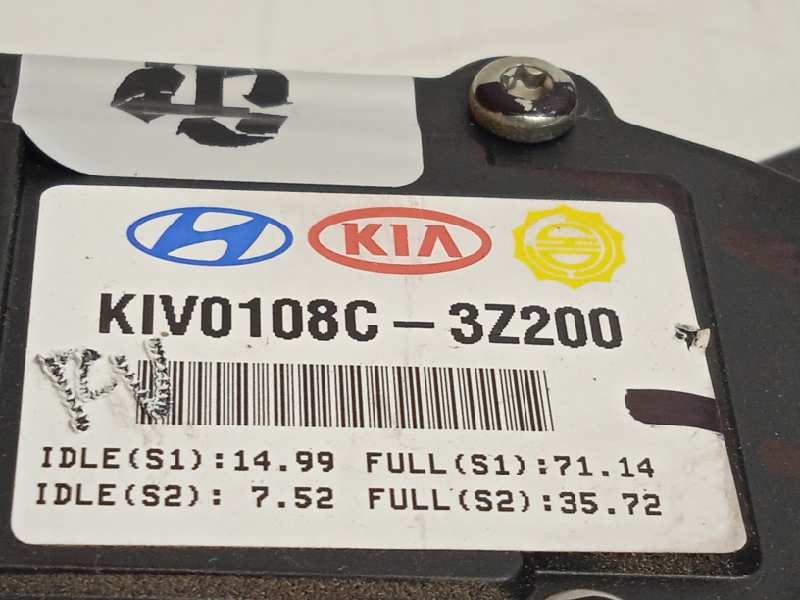 KIA
KIV0108C - 3Z200
PV
IDLE(S1):14.99 FULL(S1):71.14
IDLE(S2): 7.52 FULL(S2):35.72